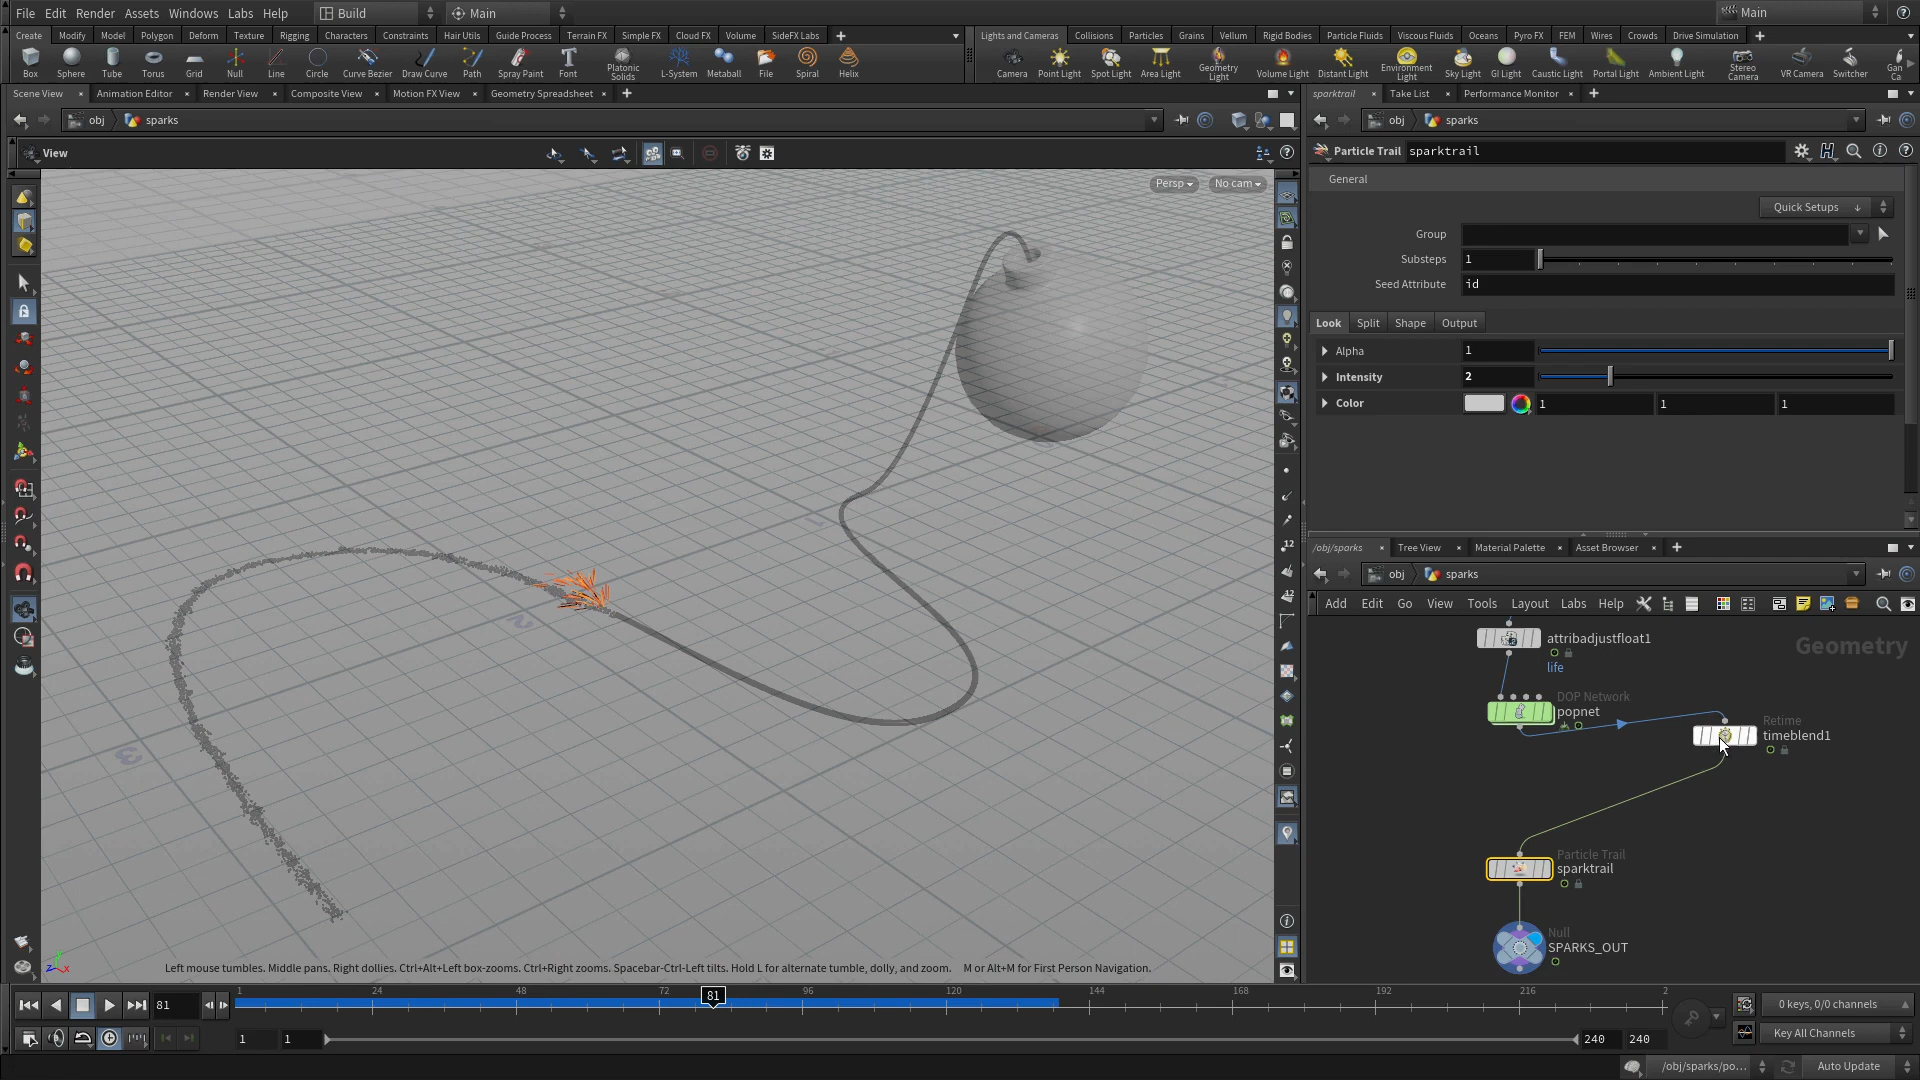 File Edit Render Assets Windows Labs Help Build Main Main
Create Modify Model Polygon Deform Texture Rigging Characters Constraints Hair Utils Guide Process Terrain FX Simple FX Cloud FX Volume SideFX Labs
Lights and Cameras Collisions Particles Grains Vellum Rigid Bodies Particle Fluids Viscous Fluids Oceans Pyro FX FEM Wires Crowds Drive Simulation
Box Sphere Tube Torus Grid Null Line Circle Curve Bezier Draw Curve Path Spray Paint Font Platonic Solids L-System Metaball File Spiral Helix
Camera Point Light Spot Light Area Light Geometry Light Volume Light Distant Light Environment Light Sky Light GI Light Caustic Light Portal Light Ambient Light Stereo Camera VR Camera Switcher Gan Ca
Scene View Animation Editor Render View Composite View Motion FX View Geometry Spreadsheet
sparktrail Take List Performance Monitor
obj sparks
obj sparks
View
Particle Trail sparktrail
General
Persp No cam
Quick Setups
Group
Substeps 1
Seed Attribute id
Look Split Shape Output
Alpha 1
Intensity 2
Color 1 1 1
/obj/sparks Tree View Material Palette Asset Browser
obj sparks
Add Edit Go View Tools Layout Labs Help
Geometry
attribadjustfloat1
life
DOP Network
popnet
Retime
timeblend1
Particle Trail
sparktrail
Null
SPARKS_OUT
12
12
2
3
z x
Left mouse tumbles. Middle pans. Right dollies. Ctrl+Alt+Left box-zooms. Ctrl+Right zooms. Spacebar-Ctrl-Left tilts. Hold L for alternate tumble, dolly, and zoom. M or Alt+M for First Person Navigation.
81 1 24 48 72 81 96 120 144 168 192 216 2
0 keys, 0/0 channels
1 1 240 240
Key All Channels
/obj/sparks/po... Auto Update